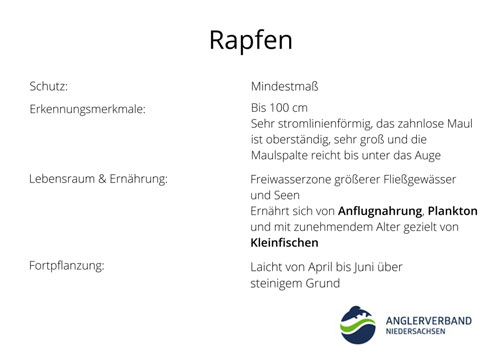 Rapfen
Schutz:
Mindestmaß
Erkennungsmerkmale:
Bis 100 cm
Sehr stromlinienförmig, das zahnlose Maul
ist oberständig, sehr groß und die
Maulspalte reicht bis unter das Auge
Lebensraum & Ernährung:
Freiwasserzone größerer Fließgewässer
und Seen
Ernährt sich von Anflugnahrung, Plankton
und mit zunehmendem Alter gezielt von
Kleinfischen
Fortpflanzung:
Laicht von April bis Juni über
steinigem Grund
ANGLERVERBAND
NIEDERSACHSEN